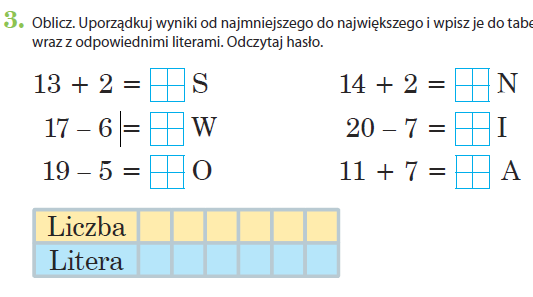 3. Oblicz. Uporządkuj wyniki od najmniejszego do największego i wpisz je do
wraz z odpowiednimi literami. Odczytaj hasło.
13 + 2 = S 14 + 2 = N
17 – 6 = W 20 – 7 = I
19 – 5 = O 11 + 7 = A
Liczba
Litera